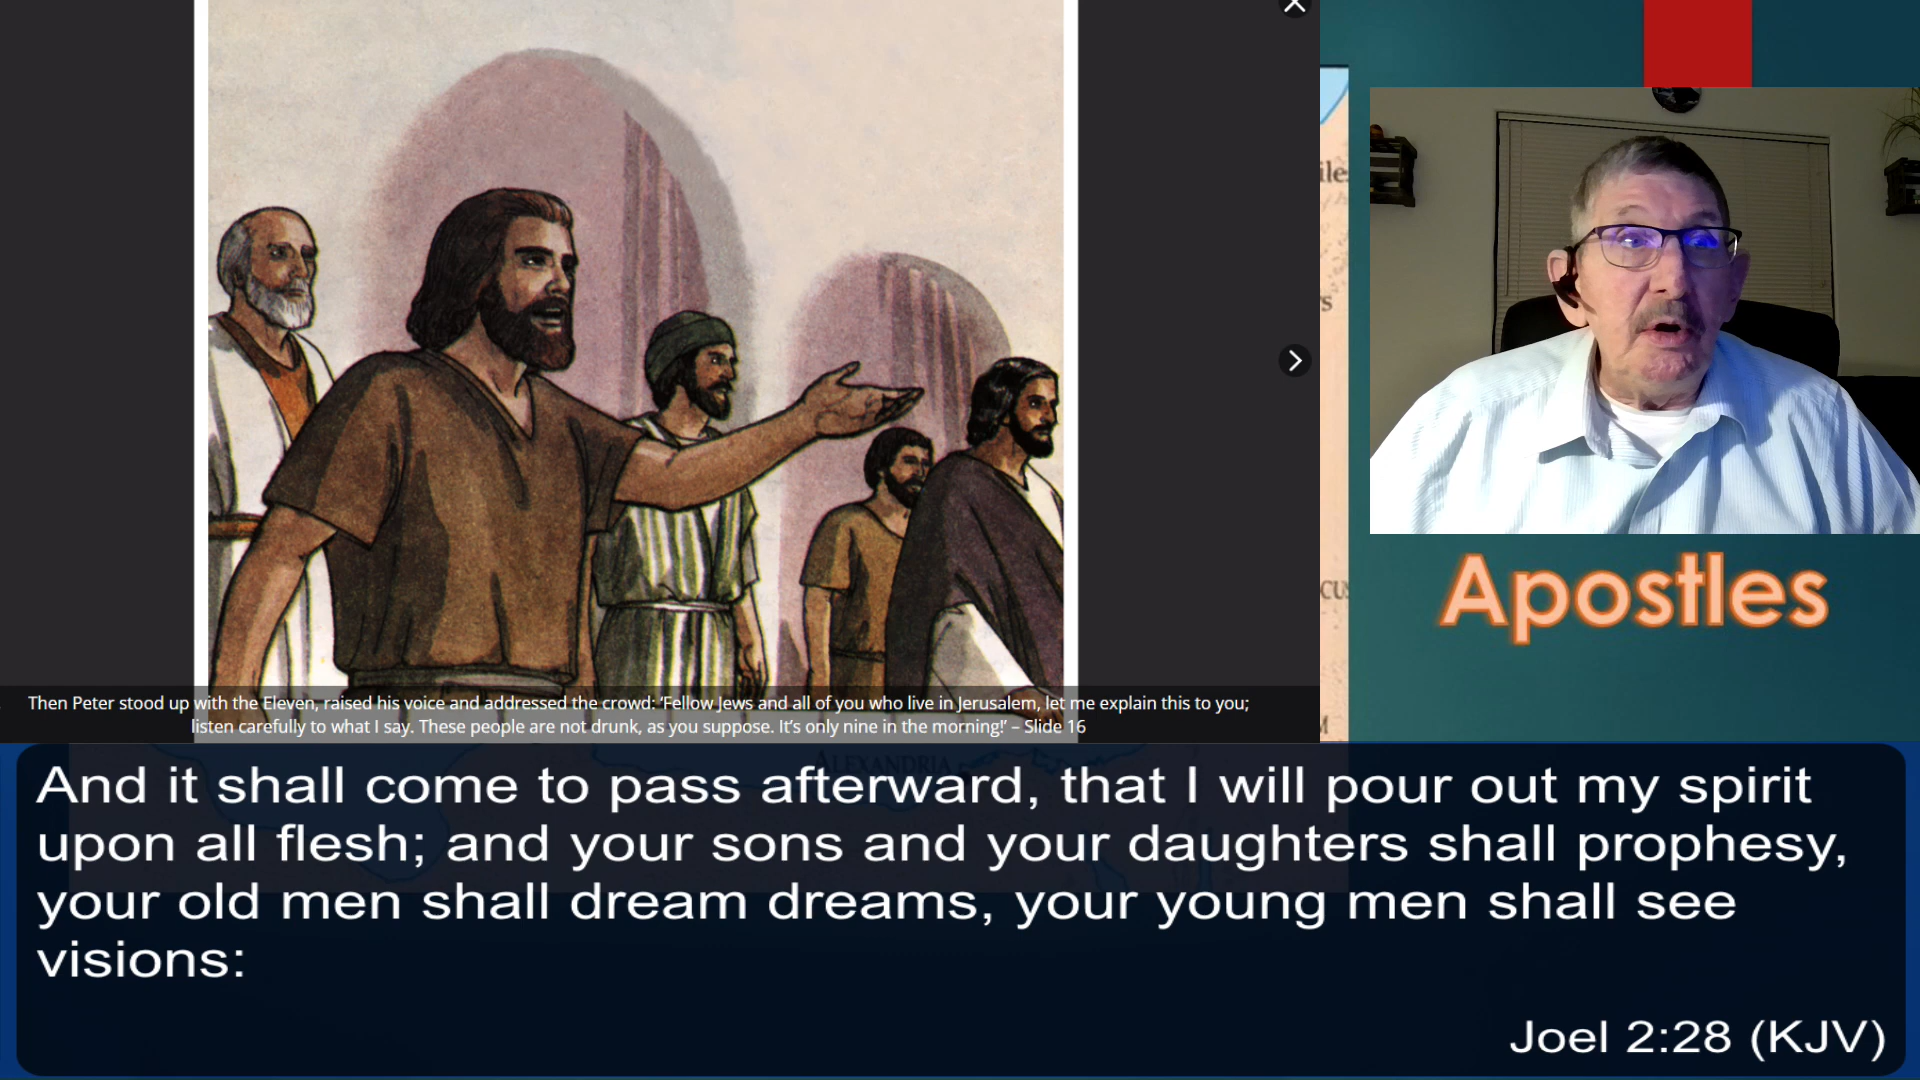 Then Peter stood up with the Eleven, raised his voice and addressed the crowd: ‘Fellow Jews and all of you who live in Jerusalem, let me explain this to you;
listen carefully to what I say. These people are not drunk, as you suppose. It’s only nine in the morning!’ – Slide 16
Apostles
ALEXANDRIA
And it shall come to pass afterward, that I will pour out my spirit
upon all flesh; and your sons and your daughters shall prophesy,
your old men shall dream dreams, your young men shall see
visions:
Joel 2:28 (KJV)